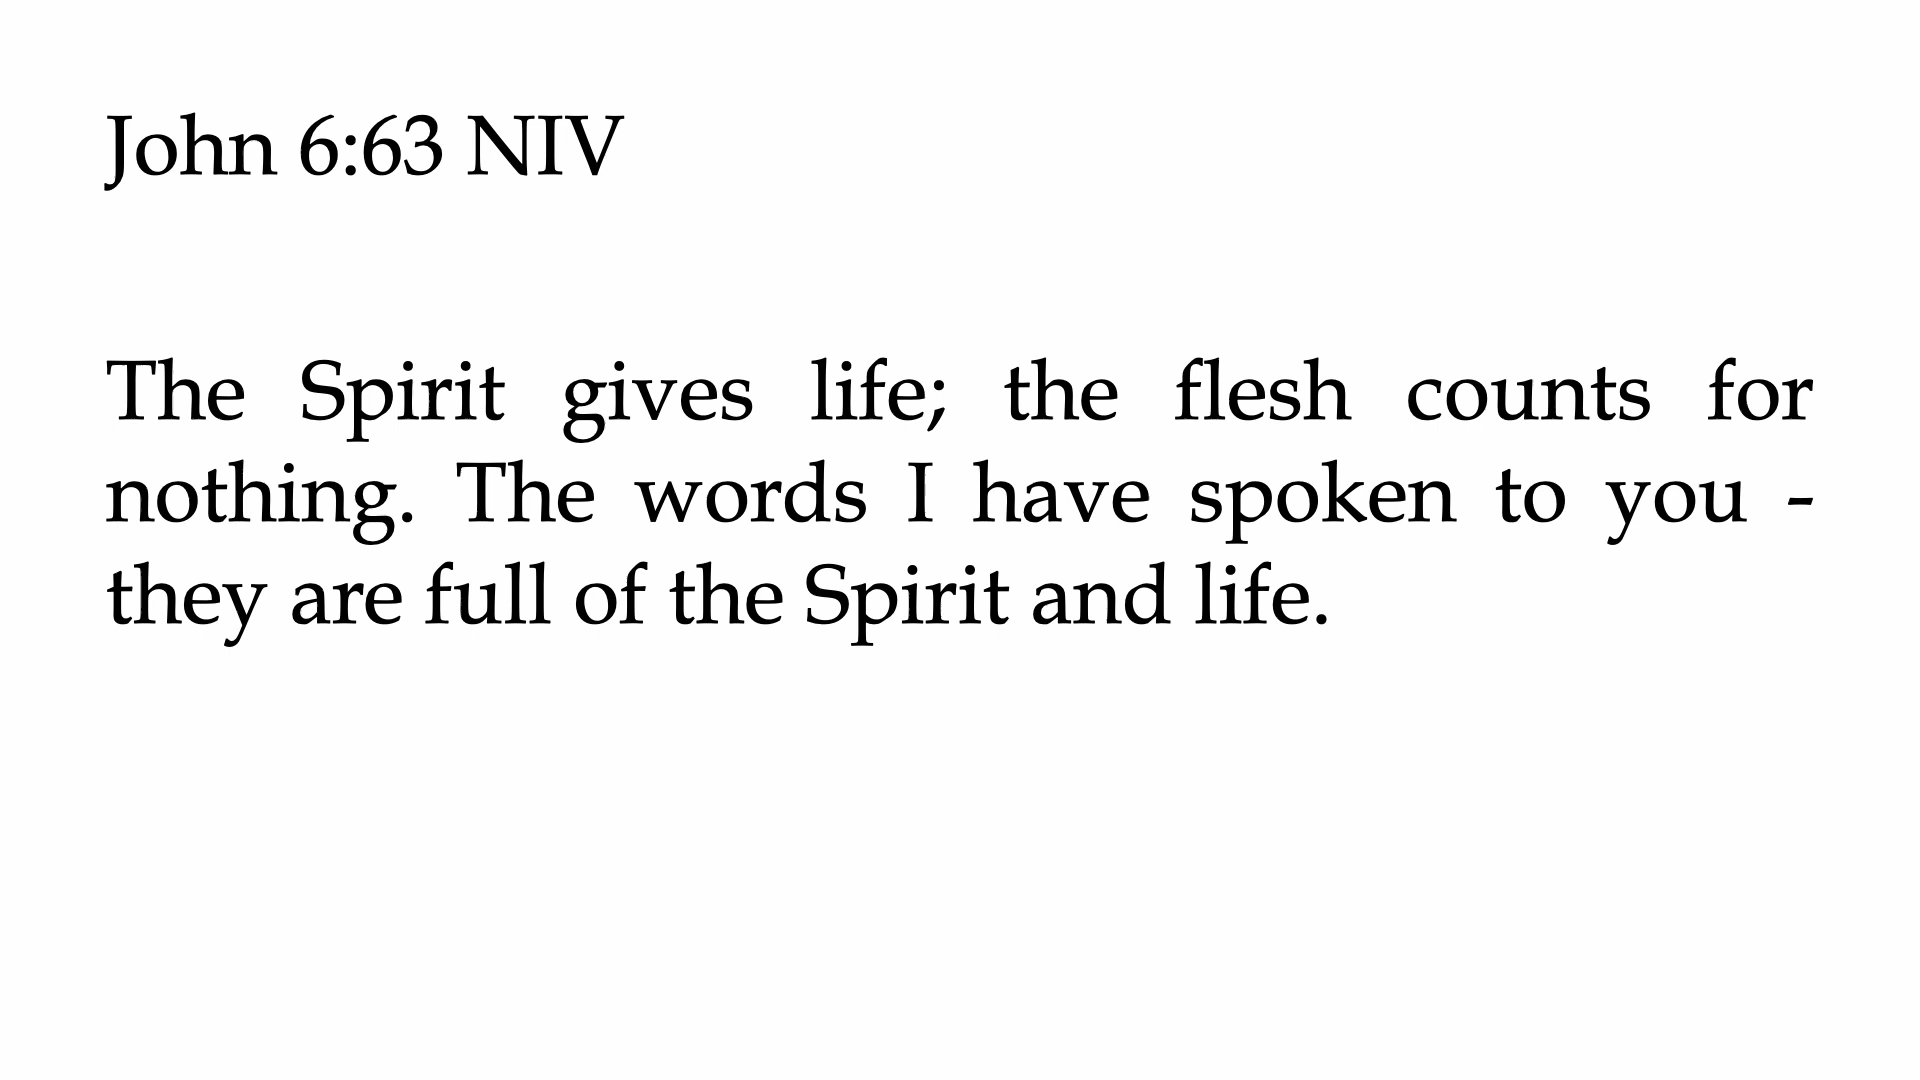 John 6:63 NIV
The Spirit gives life; the flesh counts for
nothing. The words I have spoken to you -
they are full of the Spirit and life.